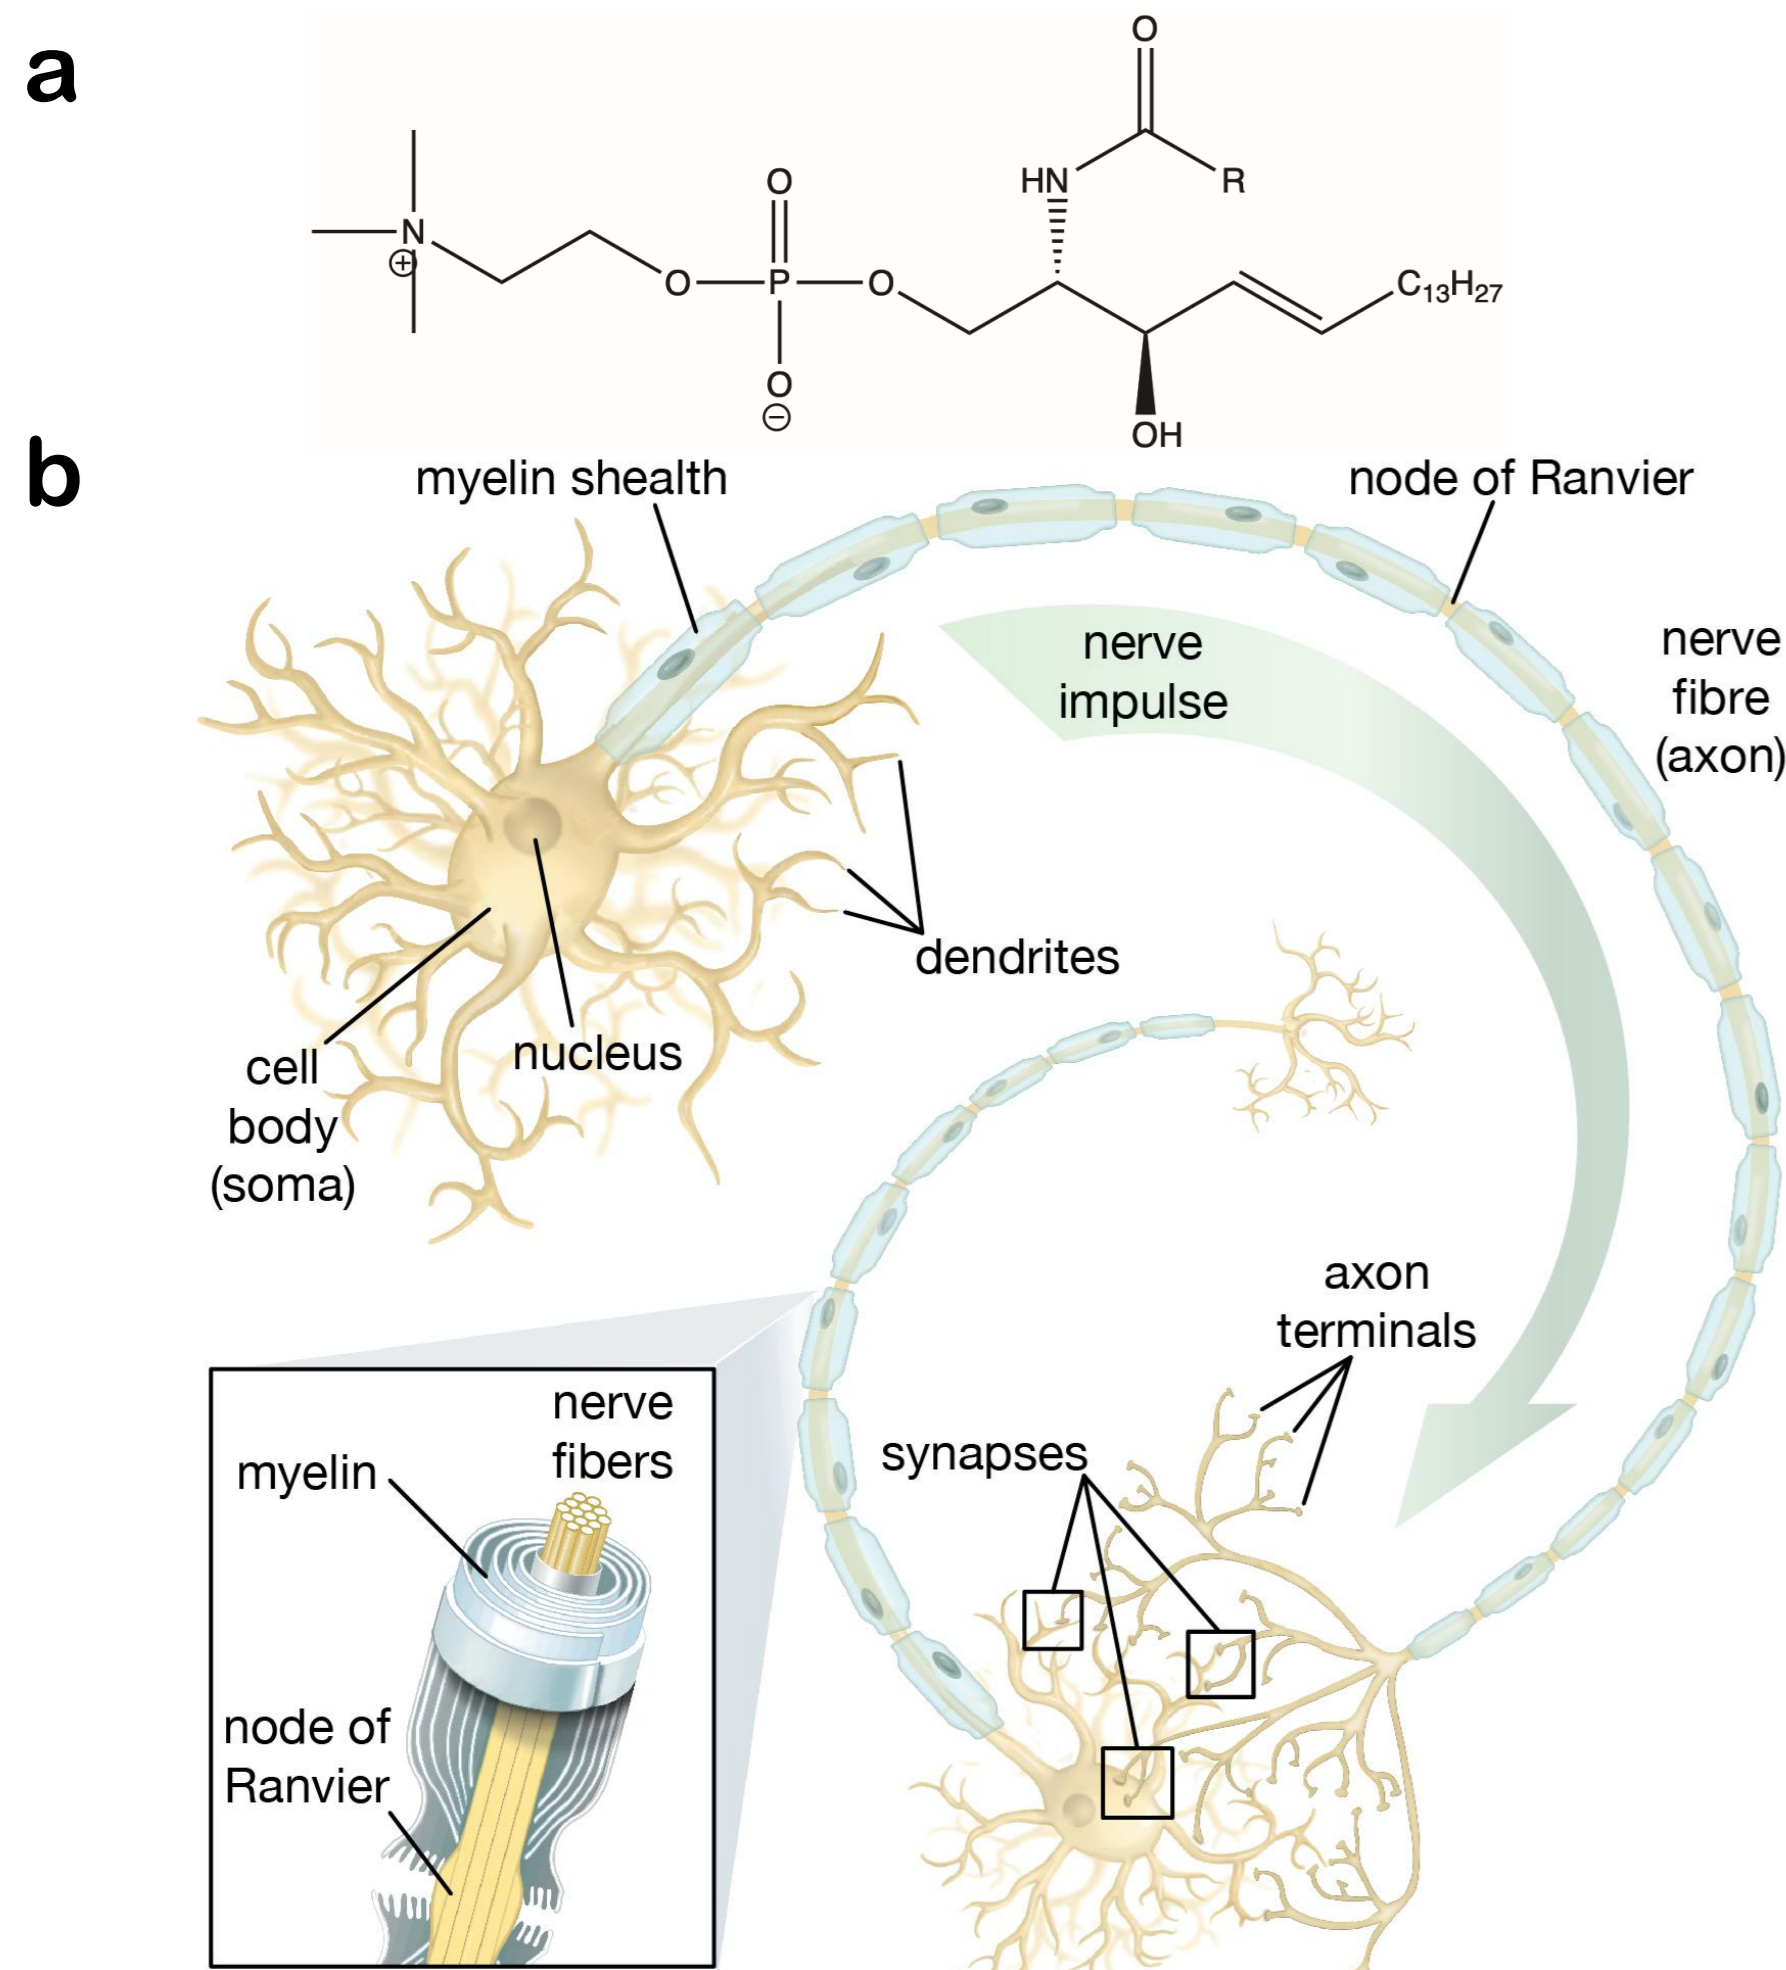 a
O
HN
R
O
N
⊕
O
P
O
C₁₃H₂₇
O
⊖
OH
b
myelin shealth
node of Ranvier
nerve
impulse
nerve
fibre
(axon)
dendrites
nucleus
cell
body
(soma)
axon
terminals
synapses
nerve
fibers
myelin
node of
Ranvier